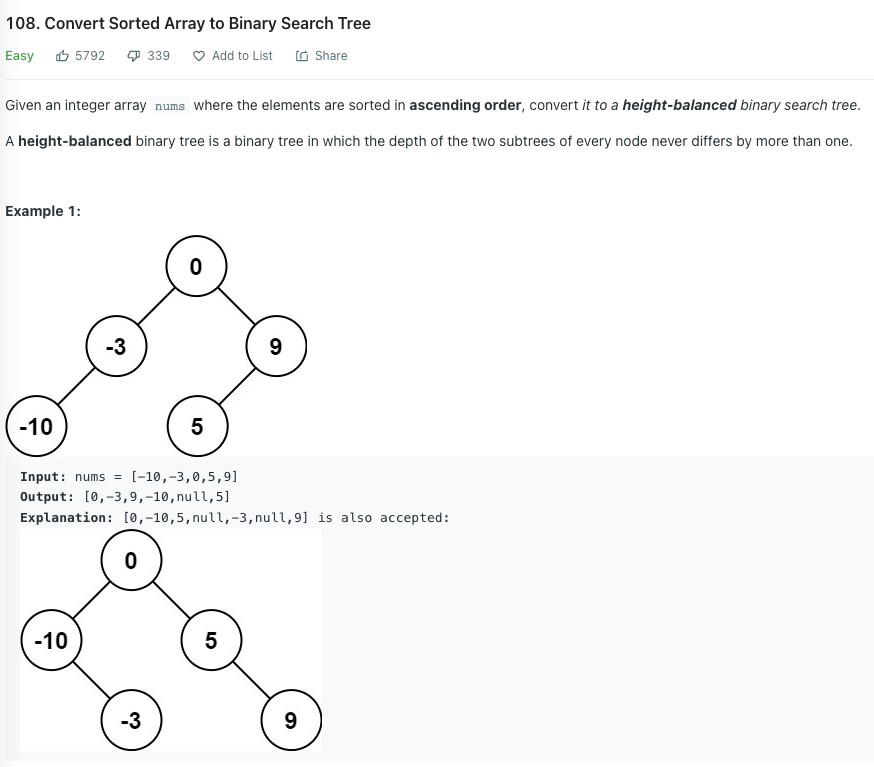 108. Convert Sorted Array to Binary Search Tree
Easy 5792 339 Add to List Share
Given an integer array nums where the elements are sorted in ascending order, convert it to a height-balanced binary search tree.
A height-balanced binary tree is a binary tree in which the depth of the two subtrees of every node never differs by more than one.
Example 1:
0
-3 9
-10 5
Input: nums = [-10,-3,0,5,9]
Output: [0,-3,9,-10,null,5]
Explanation: [0,-10,5,null,-3,null,9] is also accepted:
0
-10 5
-3 9